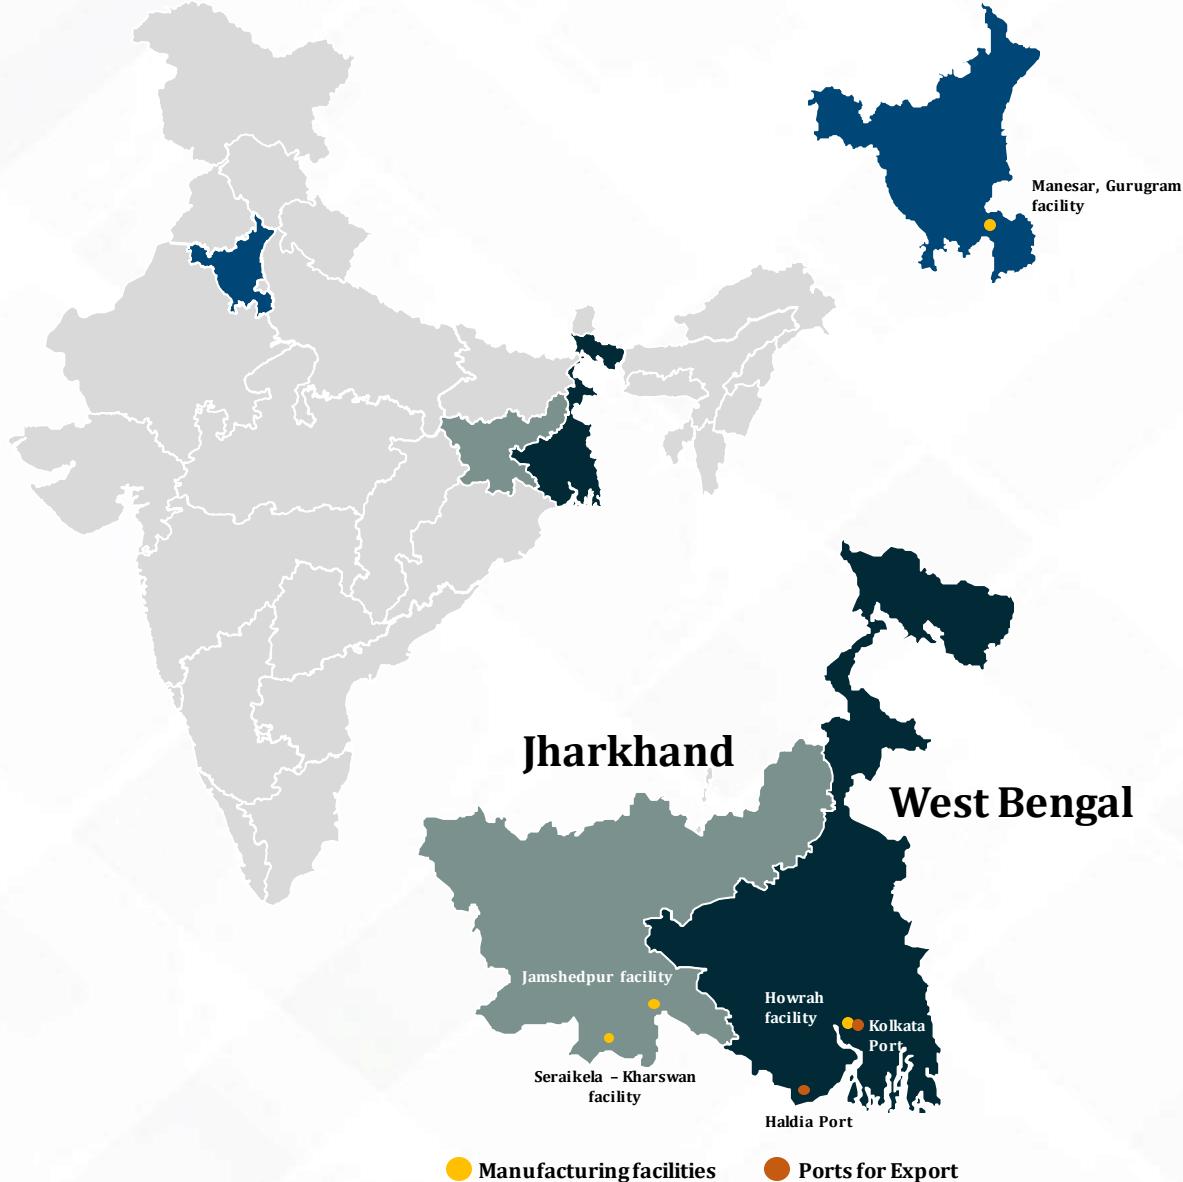 Manesar, Gurugram
facility
Jharkhand
West Bengal
Jamshedpur facility
Howrah
facility
Kolkata
Port
Seraikela – Kharswan
facility
Haldia Port
Manufacturing facilities
Ports for Export